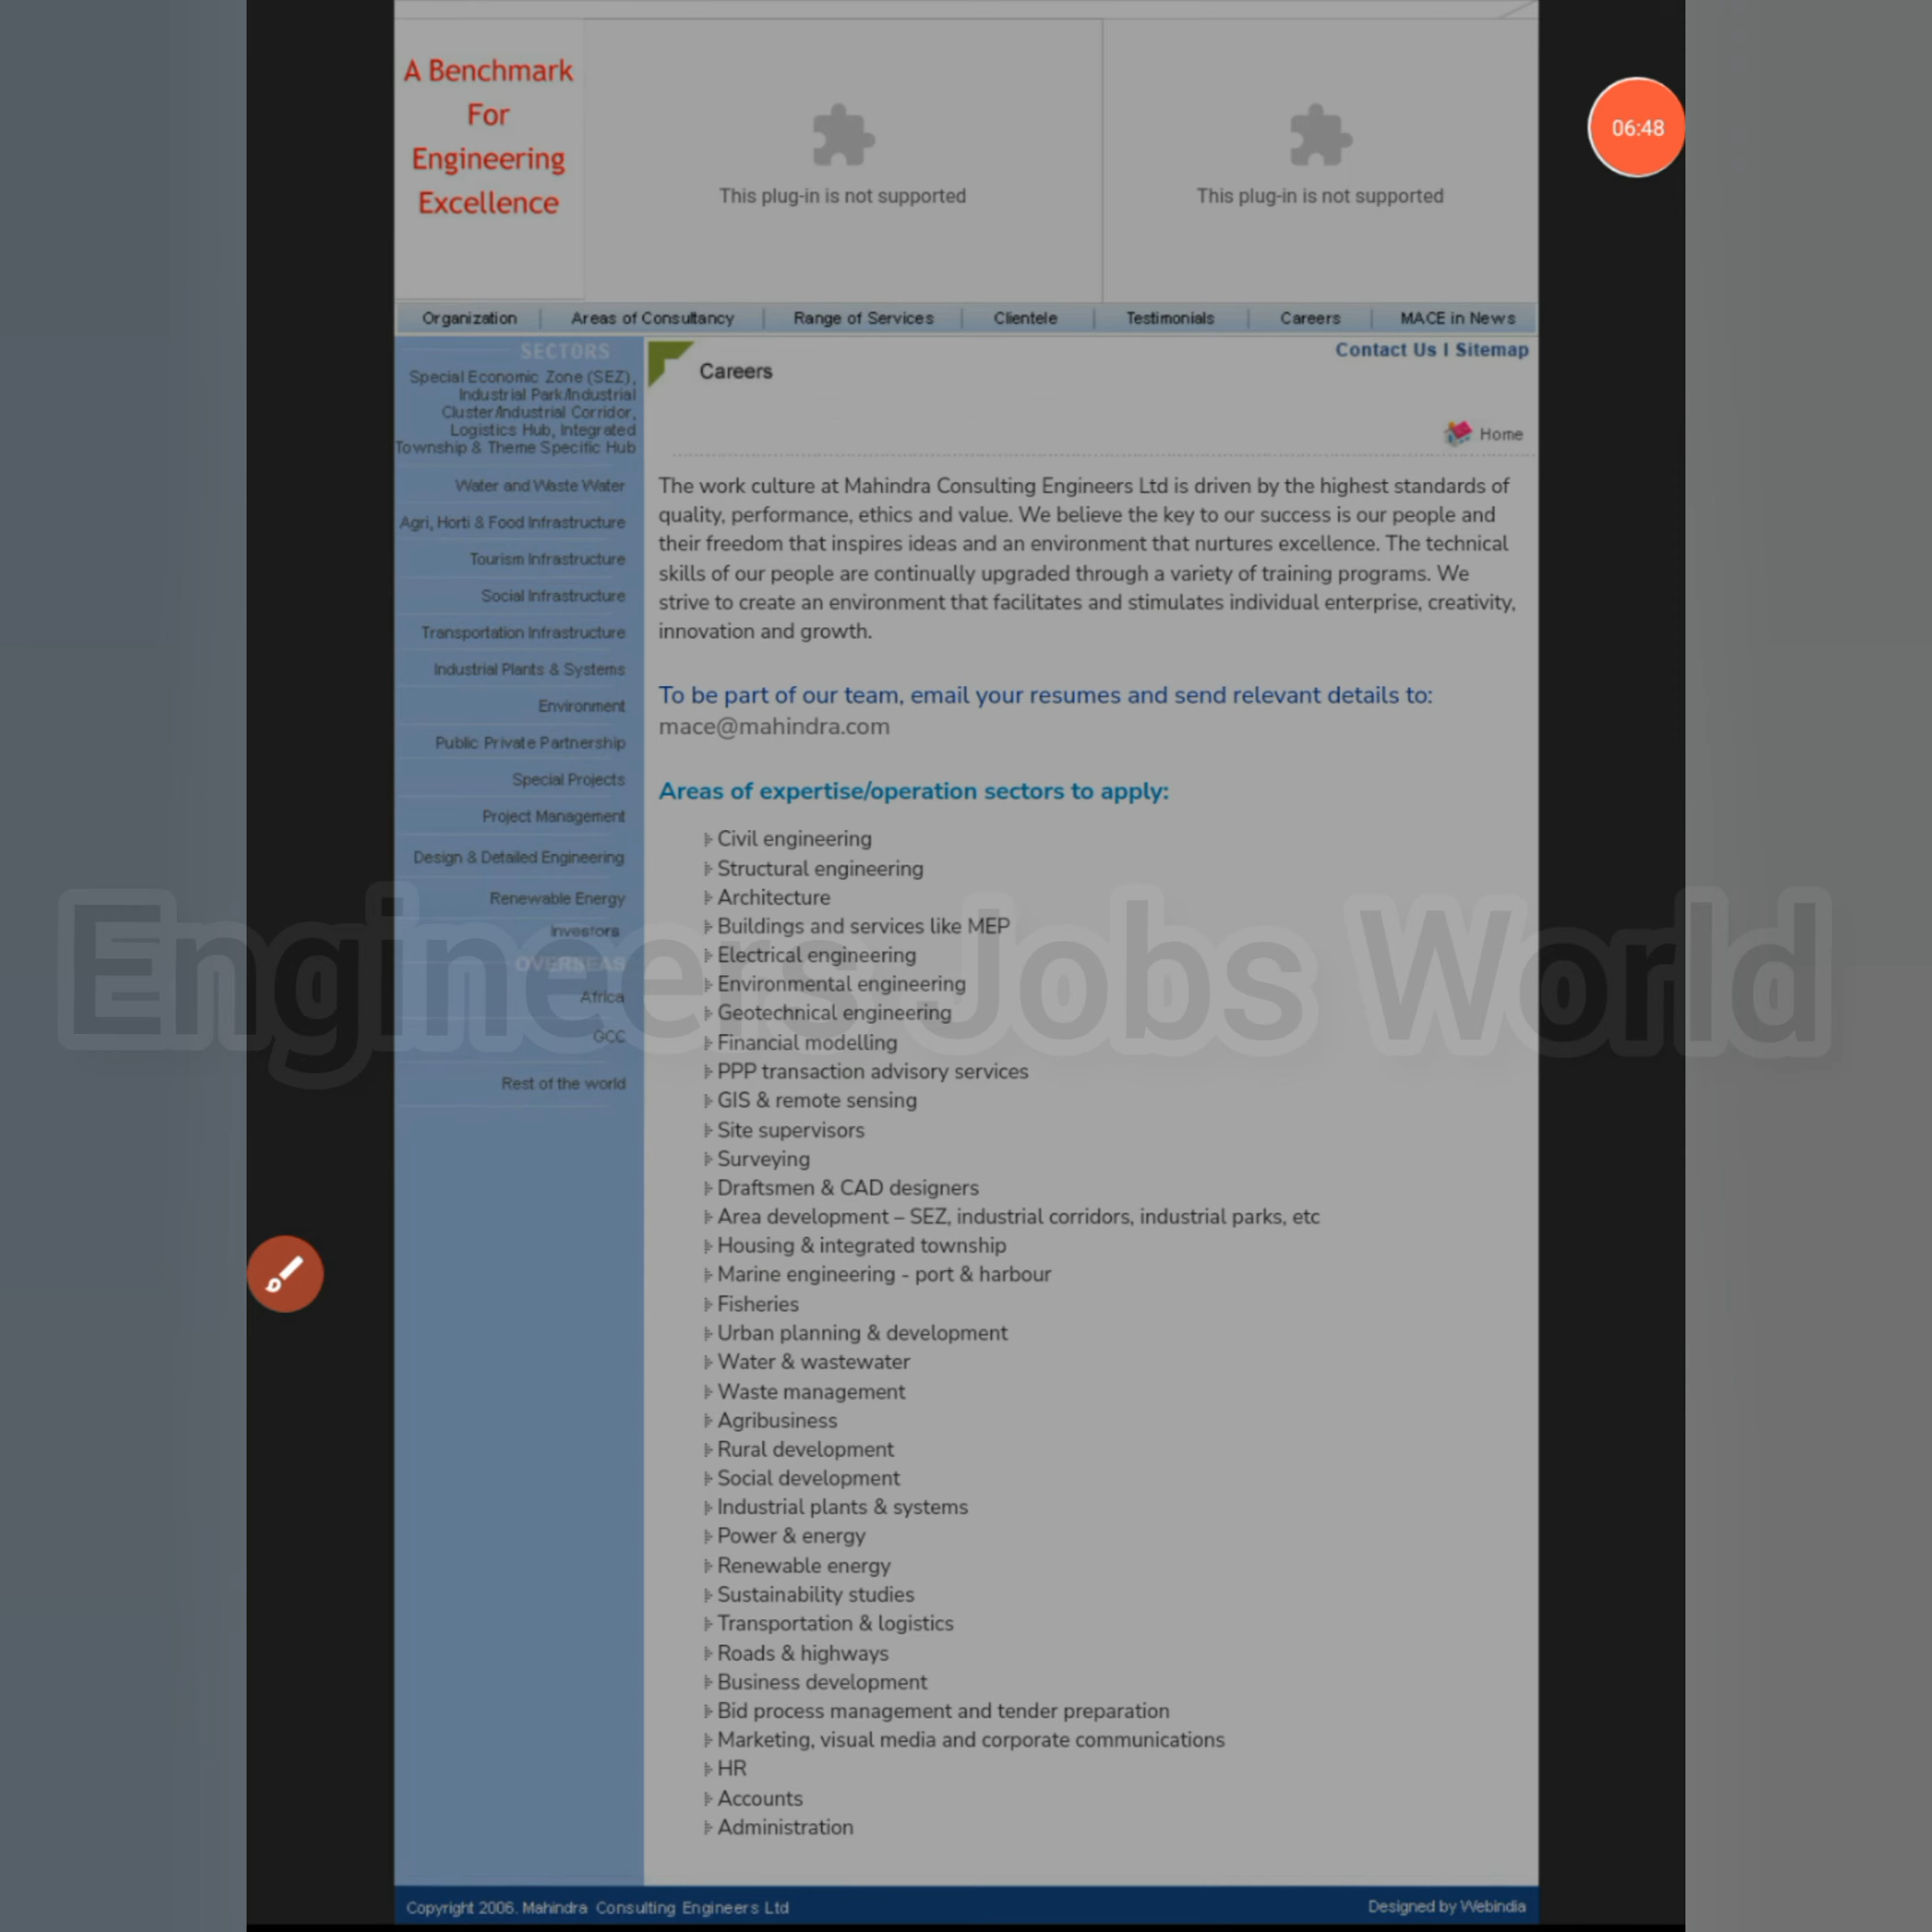 A Benchmark
For
Engineering
Excellence
This plug-in is not supported
This plug-in is not supported
06:48
Organization
Areas of Consultancy
Range of Services
Clientele
Testimonials
Careers
MACE in News
SECTORS
Special Economic Zone (SEZ),
Industrial Park/Industrial
Cluster/Industrial Corridor,
Logistics Hub, Integrated
Township & Theme Specific Hub
Water and Waste Water
Agri, Horti & Food Infrastructure
Tourism Infrastructure
Social Infrastructure
Transportation Infrastructure
Industrial Plants & Systems
Environment
Public Private Partnership
Special Projects
Project Management
Design & Detailed Engineering
Renewable Energy
Investors
OVERSEAS
Africa
GCC
Rest of the world
Contact Us I Sitemap
Careers
Home
The work culture at Mahindra Consulting Engineers Ltd is driven by the highest standards of
quality, performance, ethics and value. We believe the key to our success is our people and
their freedom that inspires ideas and an environment that nurtures excellence. The technical
skills of our people are continually upgraded through a variety of training programs. We
strive to create an environment that facilitates and stimulates individual enterprise, creativity,
innovation and growth.
To be part of our team, email your resumes and send relevant details to:
mace@mahindra.com
Areas of expertise/operation sectors to apply:
Civil engineering
Structural engineering
Architecture
Buildings and services like MEP
Electrical engineering
Environmental engineering
Geotechnical engineering
Financial modelling
PPP transaction advisory services
GIS & remote sensing
Site supervisors
Surveying
Draftsmen & CAD designers
Area development – SEZ, industrial corridors, industrial parks, etc
Housing & integrated township
Marine engineering - port & harbour
Fisheries
Urban planning & development
Water & wastewater
Waste management
Agribusiness
Rural development
Social development
Industrial plants & systems
Power & energy
Renewable energy
Sustainability studies
Transportation & logistics
Roads & highways
Business development
Bid process management and tender preparation
Marketing, visual media and corporate communications
HR
Accounts
Administration
Engineers Jobs World
Copyright 2006. Mahindra Consulting Engineers Ltd
Designed by Webindia